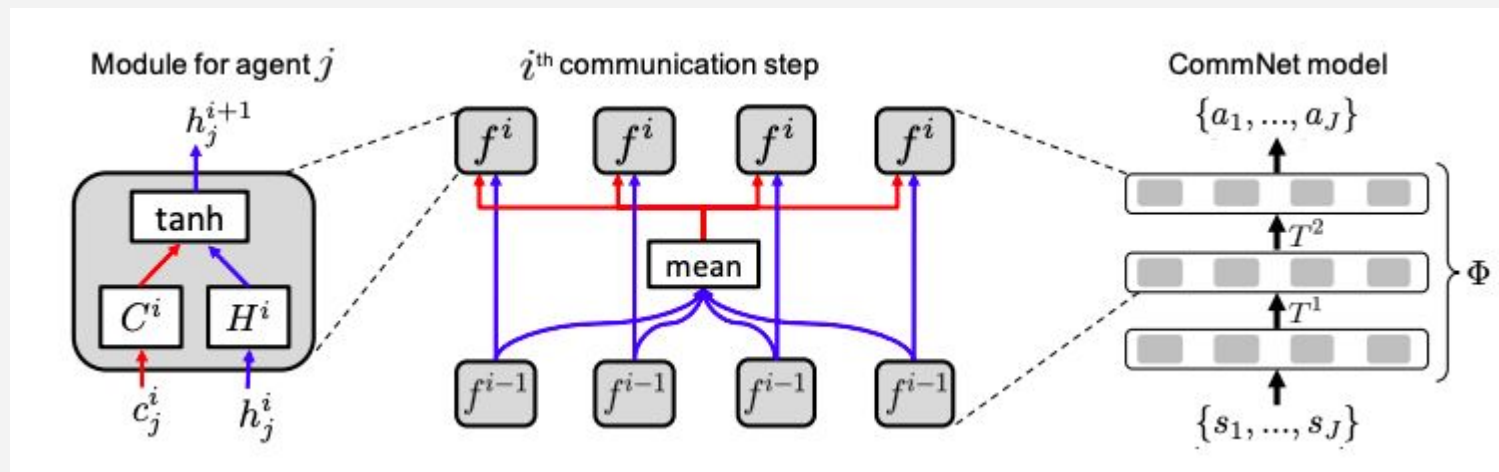 Module for agent j
h_j^{i+1}
tanh
C^i H^i
c_j^i h_j^i
i^th communication step
f^i f^i f^i f^i
mean
f^{i-1} f^{i-1} f^{i-1} f^{i-1}
CommNet model
{a_1, ..., a_J}
T^2
Φ
T^1
{s_1, ..., s_J}